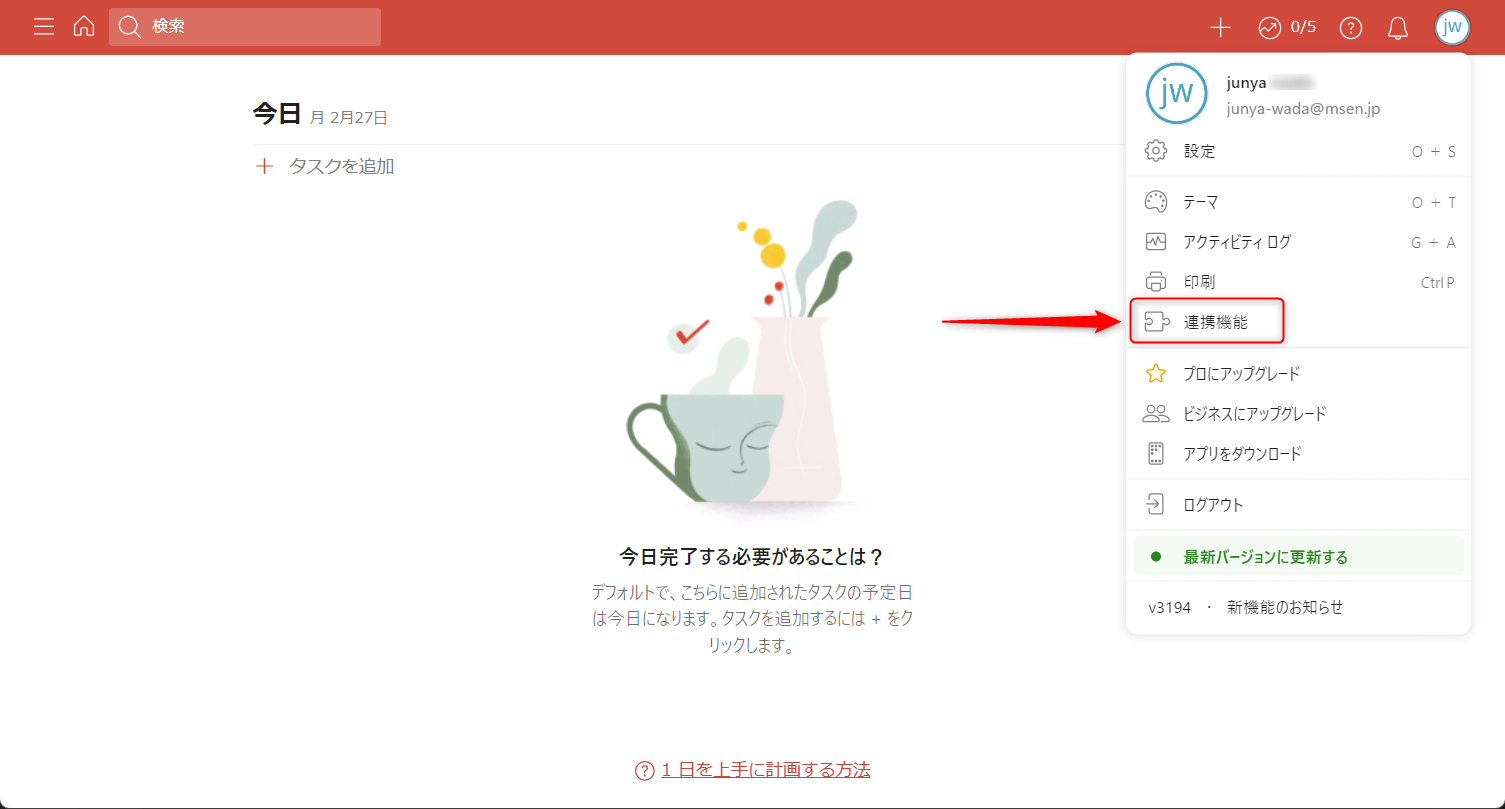 検索
0/5
jw
今日 月 2月27日
タスクを追加
今日完了する必要があることは？
デフォルトで、こちらに追加されたタスクの予定日
は今日になります。タスクを追加するには + をク
リックします。
1 日を上手に計画する方法
jw
junya
junya-wada@msen.jp
設定 O + S
テーマ O + T
アクティビティ ログ G + A
印刷 Ctrl P
連携機能
プロにアップグレード
ビジネスにアップグレード
アプリをダウンロード
ログアウト
最新バージョンに更新する
v3194 · 新機能のお知らせ